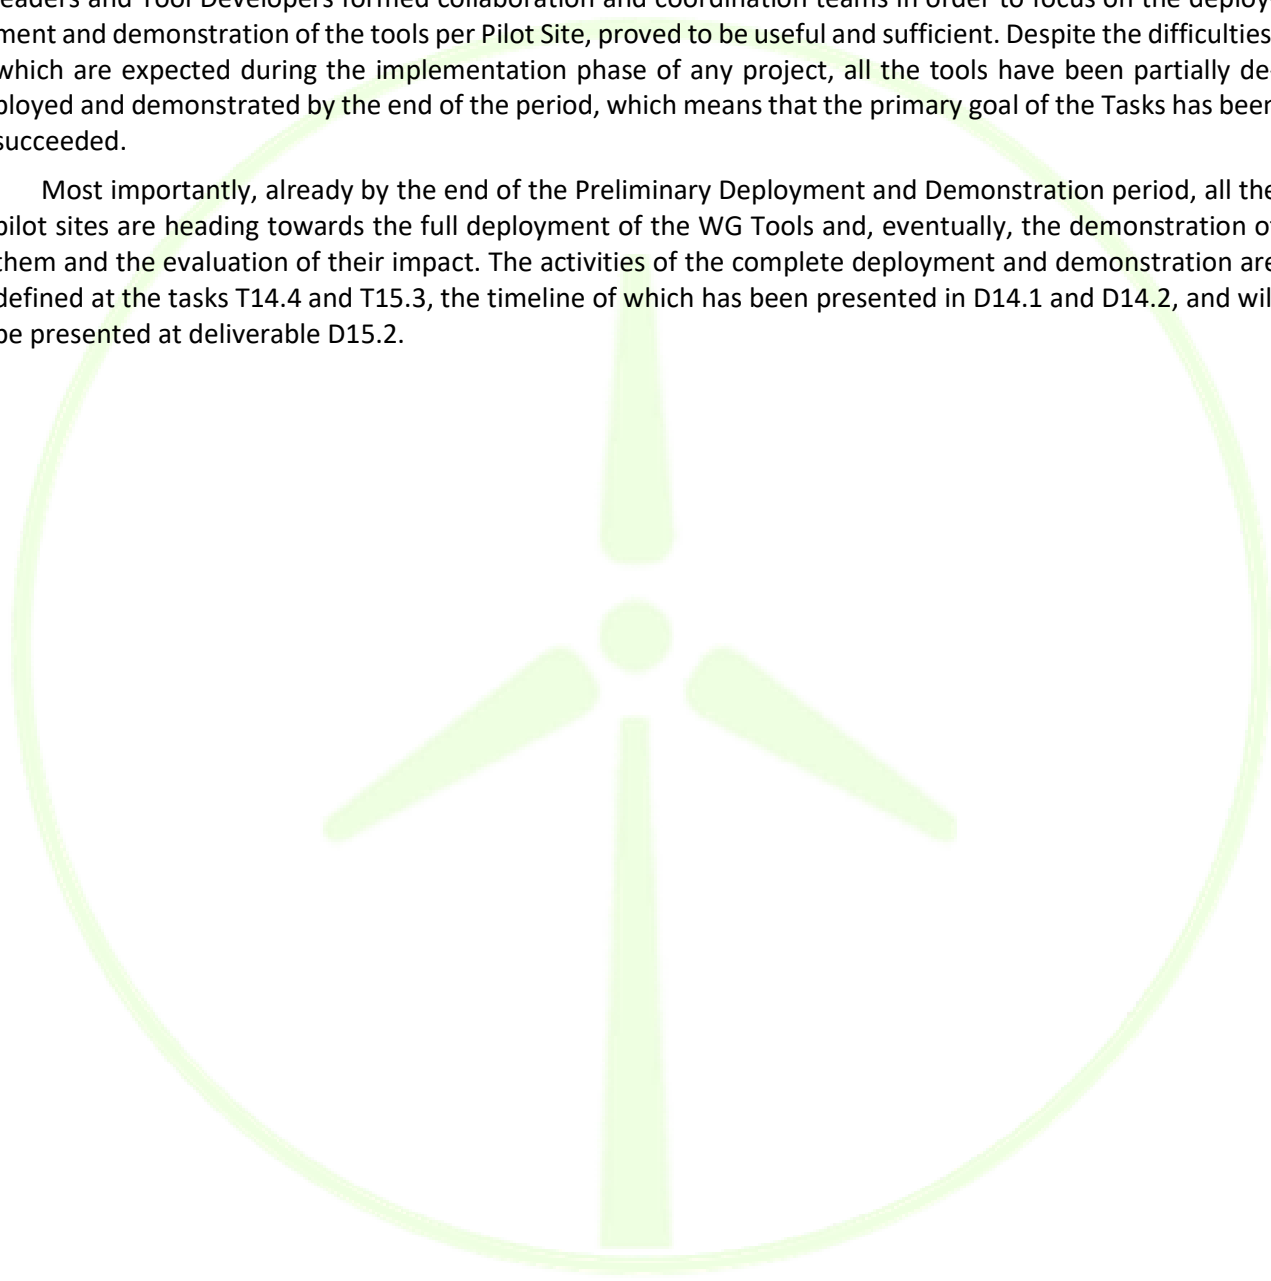 leaders and Tool Developers formed collaboration and coordination teams in order to focus on the deploy-
ment and demonstration of the tools per Pilot Site, proved to be useful and sufficient. Despite the difficulties
which are expected during the implementation phase of any project, all the tools have been partially de-
ployed and demonstrated by the end of the period, which means that the primary goal of the Tasks has been
succeeded.
Most importantly, already by the end of the Preliminary Deployment and Demonstration period, all the
pilot sites are heading towards the full deployment of the WG Tools and, eventually, the demonstration of
them and the evaluation of their impact. The activities of the complete deployment and demonstration are
defined at the tasks T14.4 and T15.3, the timeline of which has been presented in D14.1 and D14.2, and wil
be presented at deliverable D15.2.